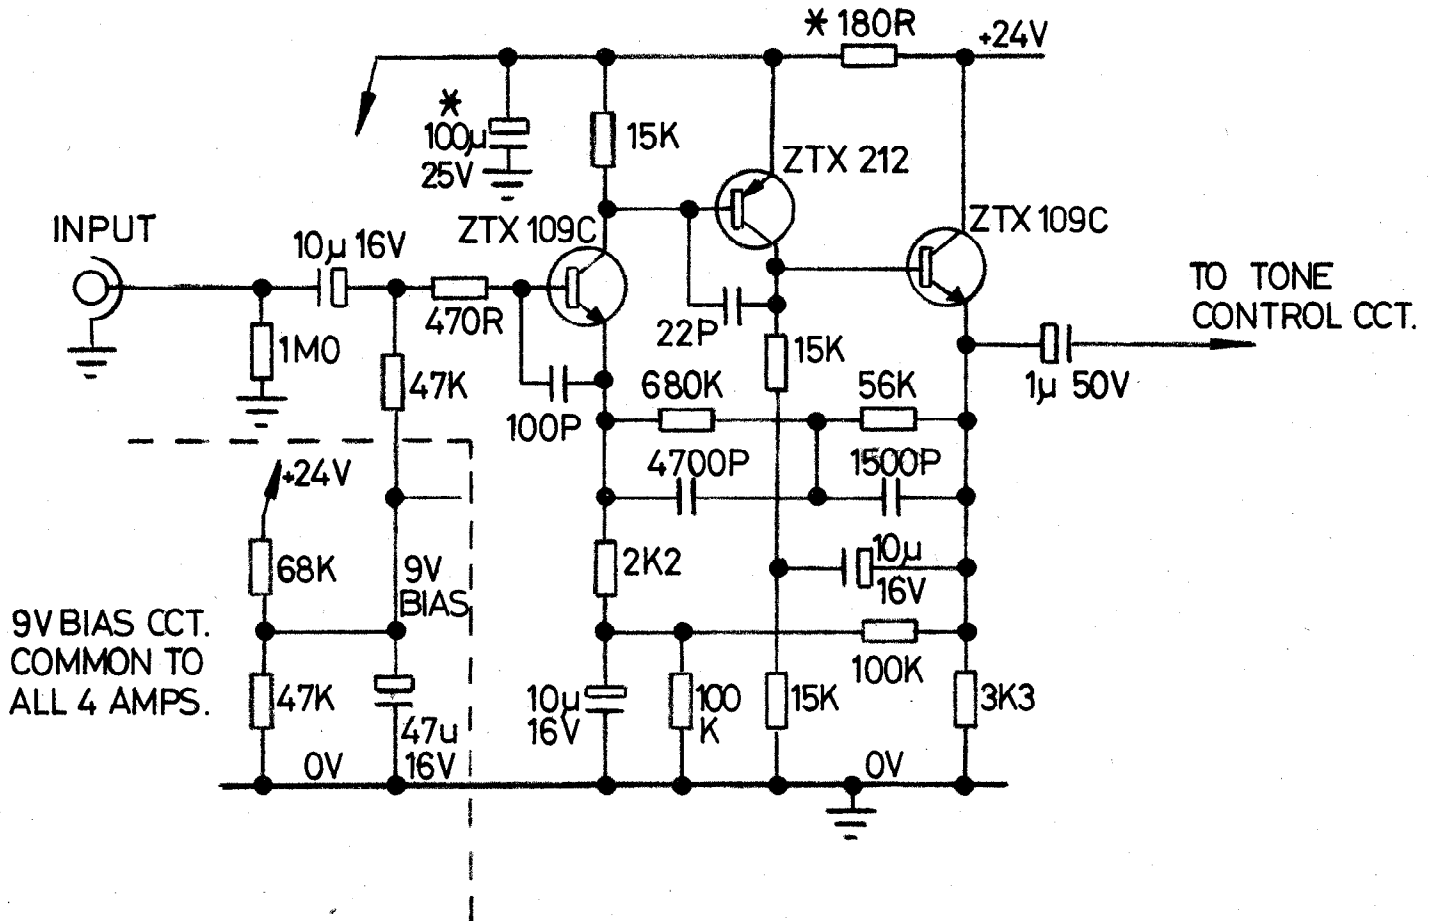 * 180R
+24V
*
100µ
25V
15K
ZTX 212
INPUT
10µ 16V
ZTX 109C
ZTX 109C
TO TONE
CONTROL CCT.
470R
22P
1M0
47K
15K
680K
56K
1µ 50V
100P
4700P
1500P
+24V
68K
9V
BIAS
2K2
10µ
16V
9V BIAS CCT.
COMMON TO
ALL 4 AMPS.
47K
47u
16V
10µ
16V
100
K
15K
100K
3K3
0V
0V